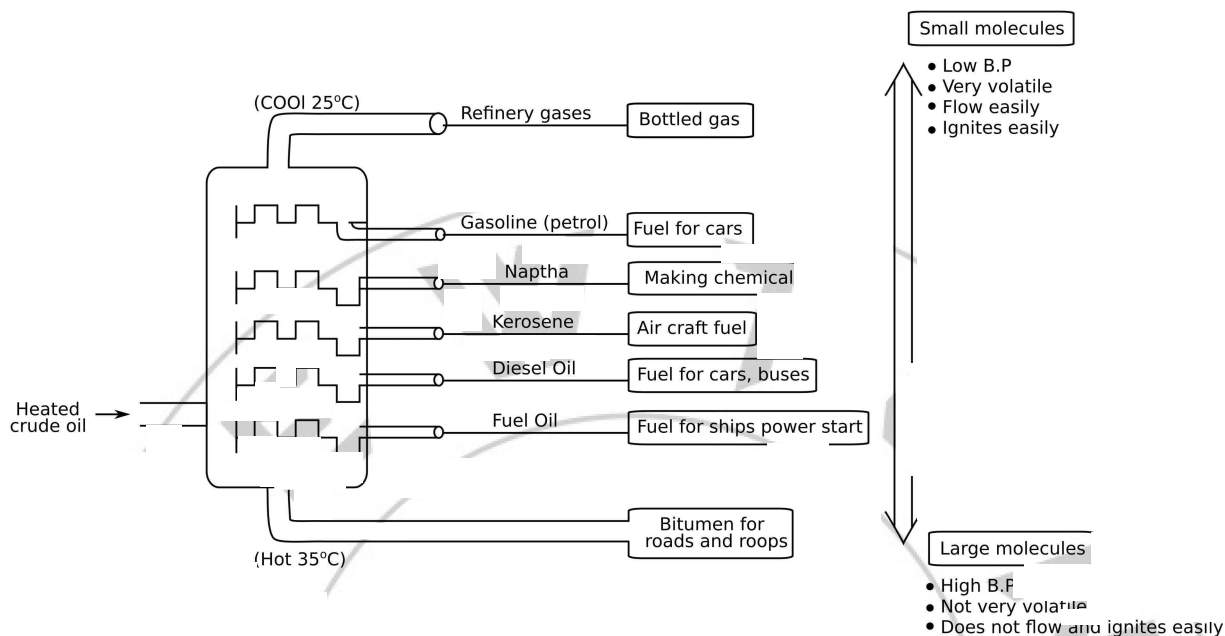 Small molecules
• Low B.P
• Very volatile
• Flow easily
• Ignites easily
(COOl 25°C)
Refinery gases
Bottled gas
Gasoline (petrol)
Fuel for cars
Naptha
Making chemical
Kerosene
Air craft fuel
Diesel Oil
Fuel for cars, buses
Heated
crude oil
Fuel Oil
Fuel for ships power start
Bitumen for
roads and roops
(Hot 35°C)
Large molecules
• High B.P
• Not very volatile
• Does not flow and ignites easily